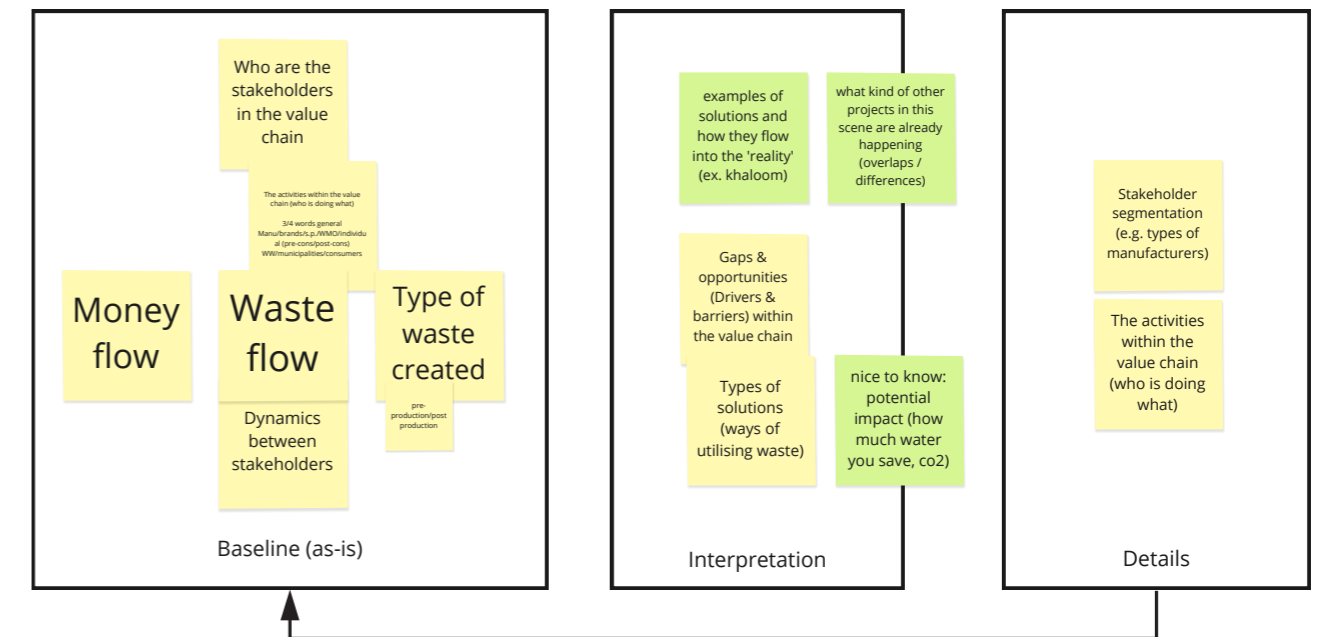 Who are the
stakeholders
in the value
chain
The activities within the value
chain (who is doing what)
3/4 words general
Manu/brands/s.p./WMO/individu
al (pre-cons/post-cons)
WW/municipalities/consumers
Money
flow
Waste
flow
Type of
waste
created
pre-
production/post
production
Dynamics
between
stakeholders
Baseline (as-is)
examples of
solutions and
how they flow
into the 'reality'
(ex. khaloom)
what kind of other
projects in this
scene are already
happening
(overlaps /
differences)
Gaps &
opportunities
(Drivers &
barriers) within
the value chain
Types of
solutions
(ways of
utilising waste)
nice to know:
potential
impact (how
much water
you save, co2)
Interpretation
Stakeholder
segmentation
(e.g. types of
manufacturers)
The activities
within the
value chain
(who is doing
what)
Details